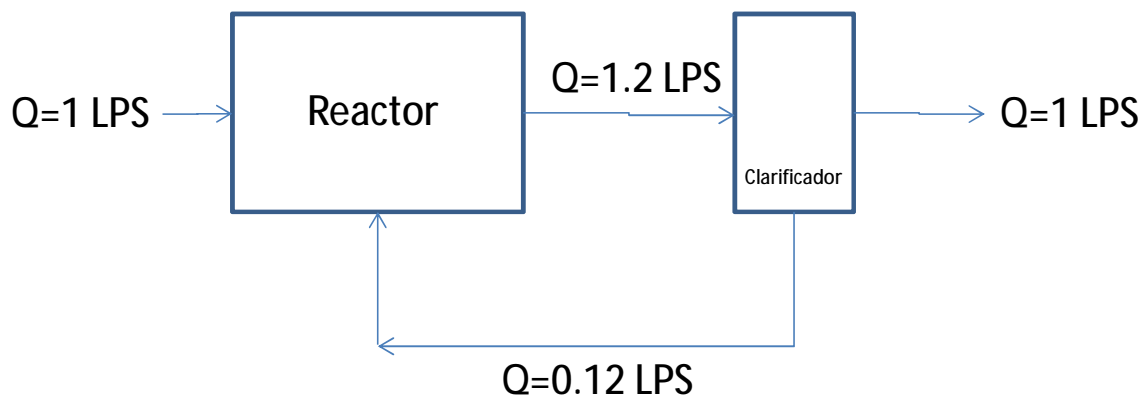 Q=1.2 LPS
Q=1 LPS
Reactor
Q=1 LPS
Clarificador
Q=0.12 LPS